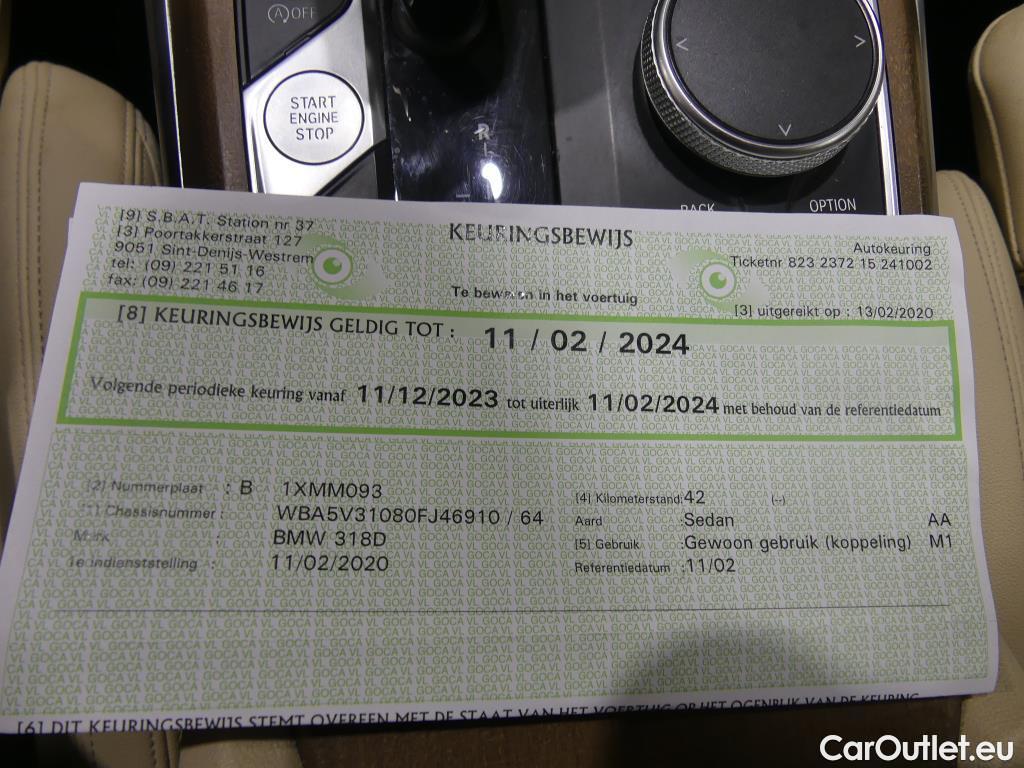 OFF
START
ENGINE
STOP
BACK
OPTION
[9] S.B.A.T. Station nr 37
[3] Poortakkerstraat 127
9051 Sint-Denijs-Westrem
tel: (09) 221 51 16
fax: (09) 221 46 17
KEURINGSBEWIJS
Te bewaren in het voertuig
Autokeuring
Ticketnr 823 2372 15 241002
[3] uitgereikt op : 13/02/2020
[8] KEURINGSBEWIJS GELDIG TOT : 11 / 02 / 2024
Volgende periodieke keuring vanaf 11/12/2023 tot uiterlijk 11/02/2024 met behoud van de referentiedatum
[2] Nummerplaat : B 1XMM093
[1] Chassisnummer : WBA5V31080FJ46910 / 64
Merk : BMW 318D
1e indienststelling : 11/02/2020
[4] Kilometerstand:42 (--)
Aard :Sedan AA
[5] Gebruik :Gewoon gebruik (koppeling) M1
Referentiedatum :11/02
[6] DIT KEURINGSBEWIJS STEMT OVEREEN MET DE STAAT VAN HET VOERTUIG OP HET OGENBLIK VAN DE KEURING
CarOutlet.eu